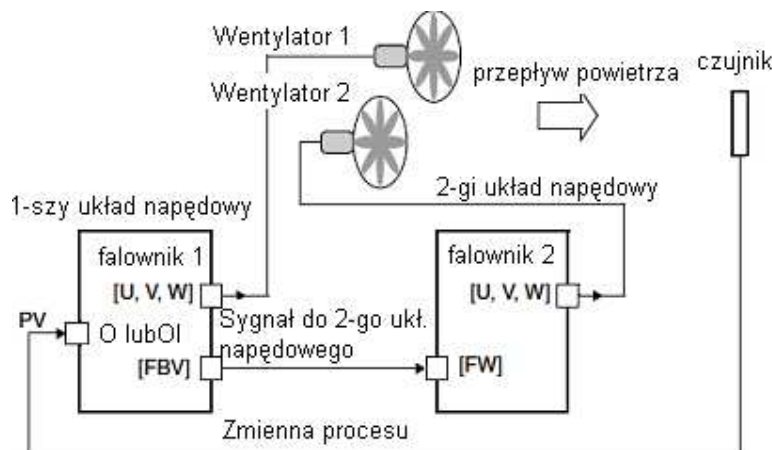 Wentylator 1
Wentylator 2
przepływ powietrza
czujnik
1-szy układ napędowy
2-gi układ napędowy
falownik 1
falownik 2
[U, V, W]
[U, V, W]
PV
O lubOI
Sygnał do 2-go ukł.
napędowego
[FBV]
[FW]
Zmienna procesu